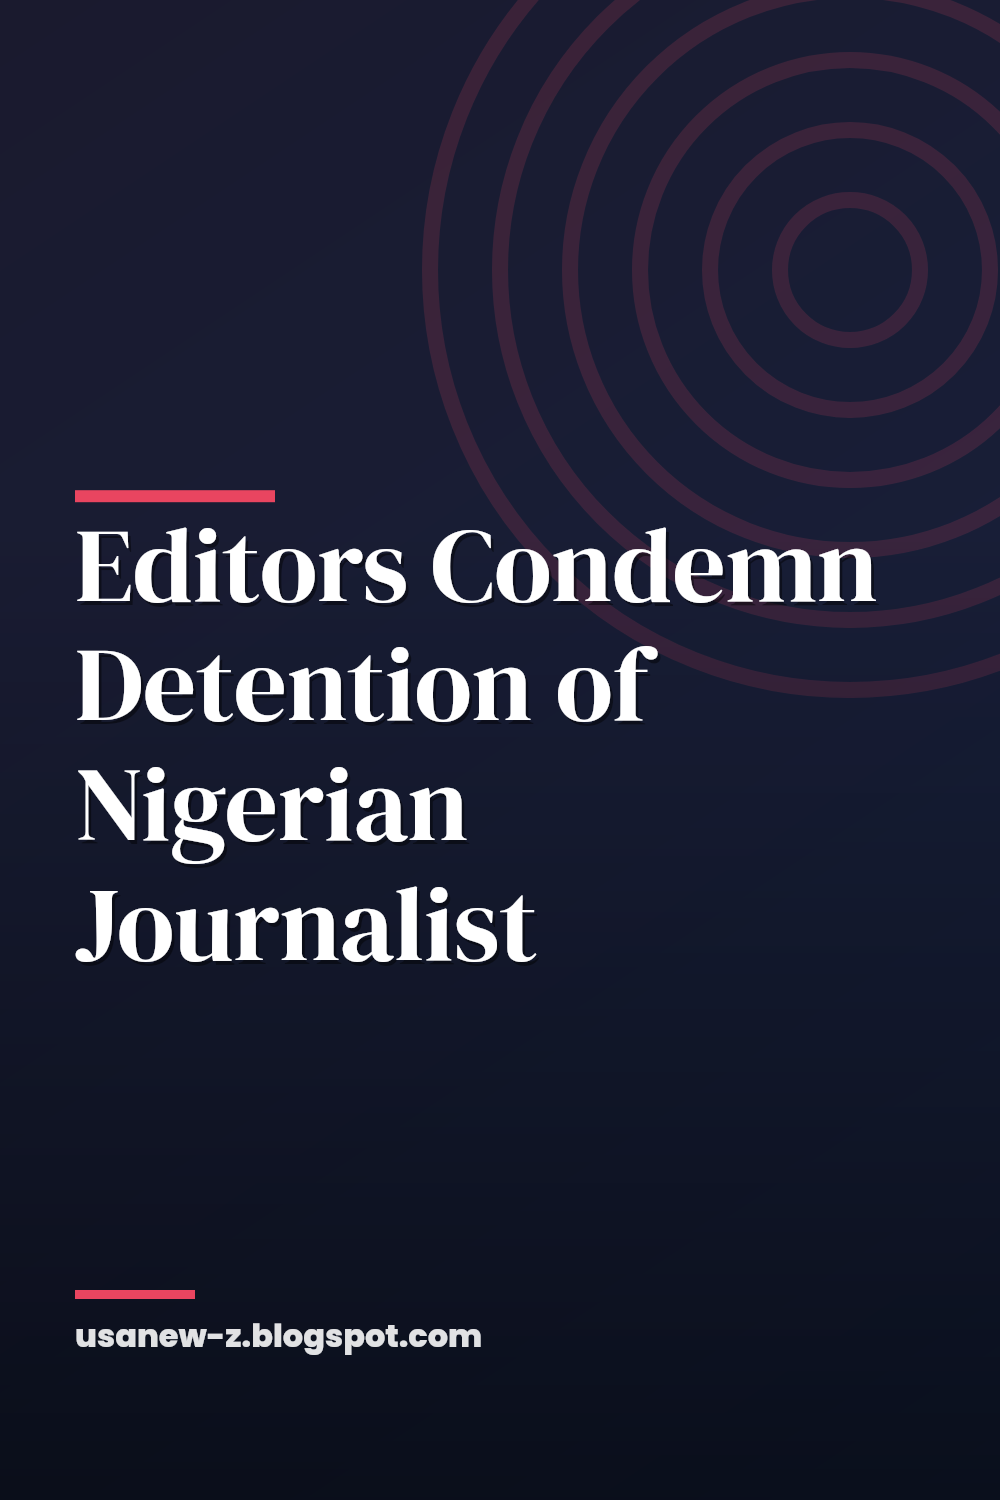 Editors Condemn
Detention of
Nigerian
Journalist
usanew-z.blogspot.com